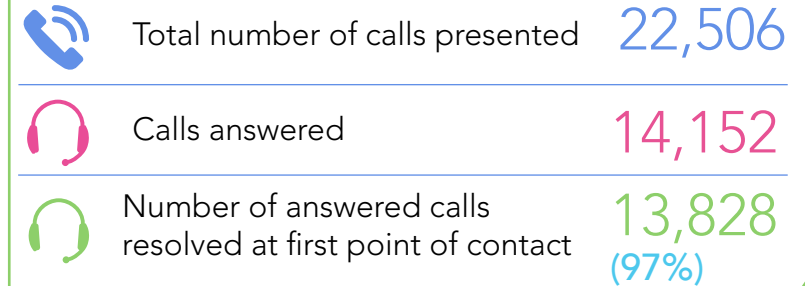 Total number of calls presented 22,506
Calls answered 14,152
Number of answered calls
resolved at first point of contact 13,828
(97%)